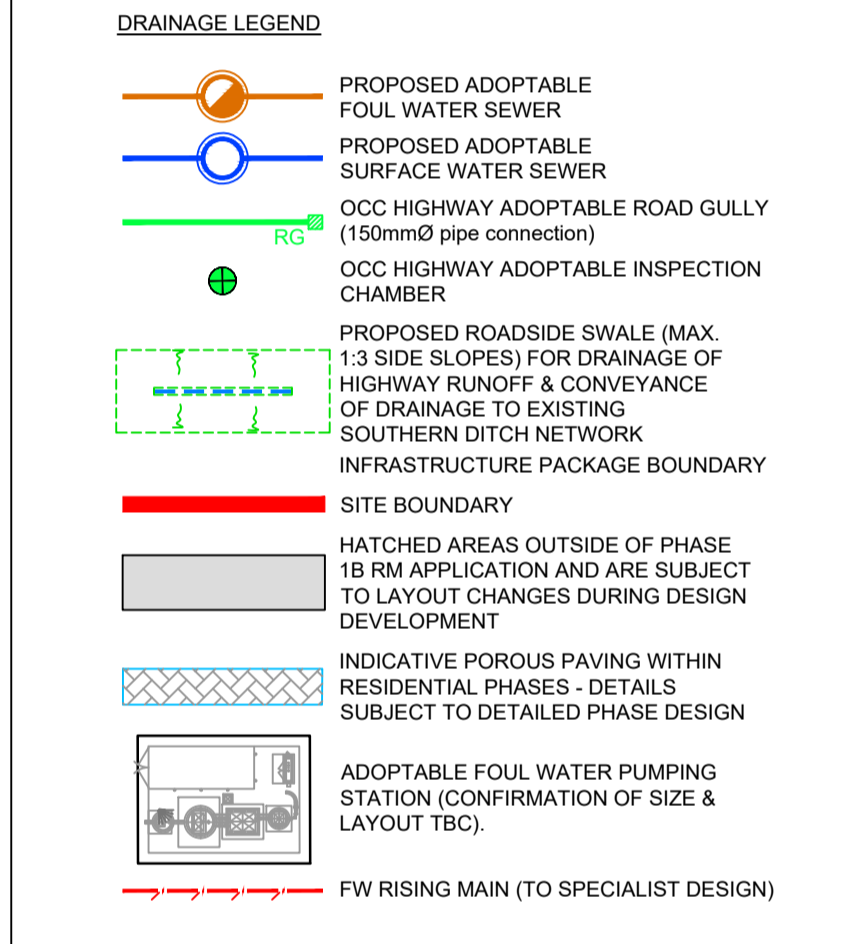 DRAINAGE LEGEND
PROPOSED ADOPTABLE
FOUL WATER SEWER
PROPOSED ADOPTABLE
SURFACE WATER SEWER
OCC HIGHWAY ADOPTABLE ROAD GULLY
(150mmØ pipe connection)
RG
OCC HIGHWAY ADOPTABLE INSPECTION
CHAMBER
PROPOSED ROADSIDE SWALE (MAX.
1:3 SIDE SLOPES) FOR DRAINAGE OF
HIGHWAY RUNOFF & CONVEYANCE
OF DRAINAGE TO EXISTING
SOUTHERN DITCH NETWORK
INFRASTRUCTURE PACKAGE BOUNDARY
SITE BOUNDARY
HATCHED AREAS OUTSIDE OF PHASE
1B RM APPLICATION AND ARE SUBJECT
TO LAYOUT CHANGES DURING DESIGN
DEVELOPMENT
INDICATIVE POROUS PAVING WITHIN
RESIDENTIAL PHASES - DETAILS
SUBJECT TO DETAILED PHASE DESIGN
ADOPTABLE FOUL WATER PUMPING
STATION (CONFIRMATION OF SIZE &
LAYOUT TBC).
FW RISING MAIN (TO SPECIALIST DESIGN)